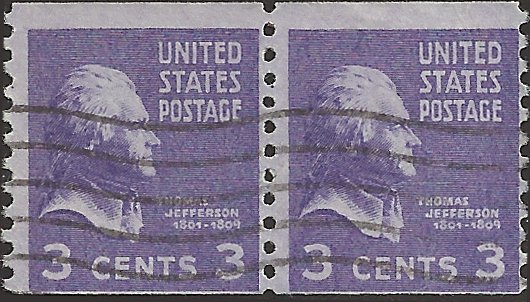 UNITED
STATES
POSTAGE
THOMAS
JEFFERSON
1801-1809
3 CENTS 3
UNITED
STATES
POSTAGE
THOMAS
JEFFERSON
1801-1809
3 CENTS 3